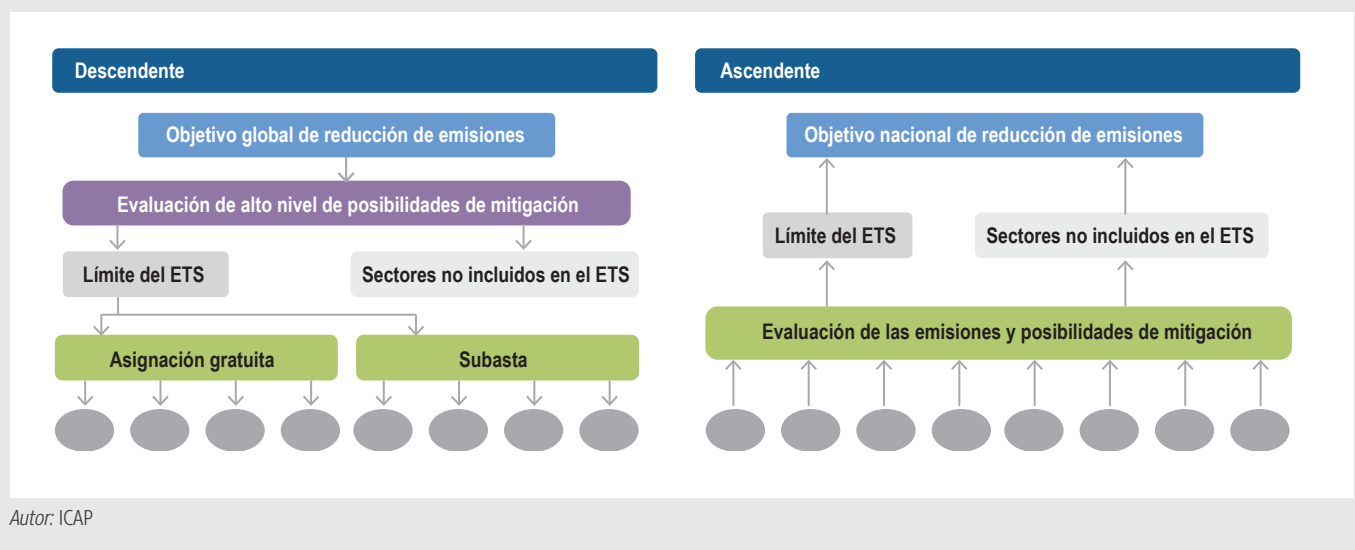 Descendente
Objetivo global de reducción de emisiones
Evaluación de alto nivel de posibilidades de mitigación
Límite del ETS
Sectores no incluidos en el ETS
Asignación gratuita
Subasta
Ascendente
Objetivo nacional de reducción de emisiones
Límite del ETS
Sectores no incluidos en el ETS
Evaluación de las emisiones y posibilidades de mitigación
Autor: ICAP